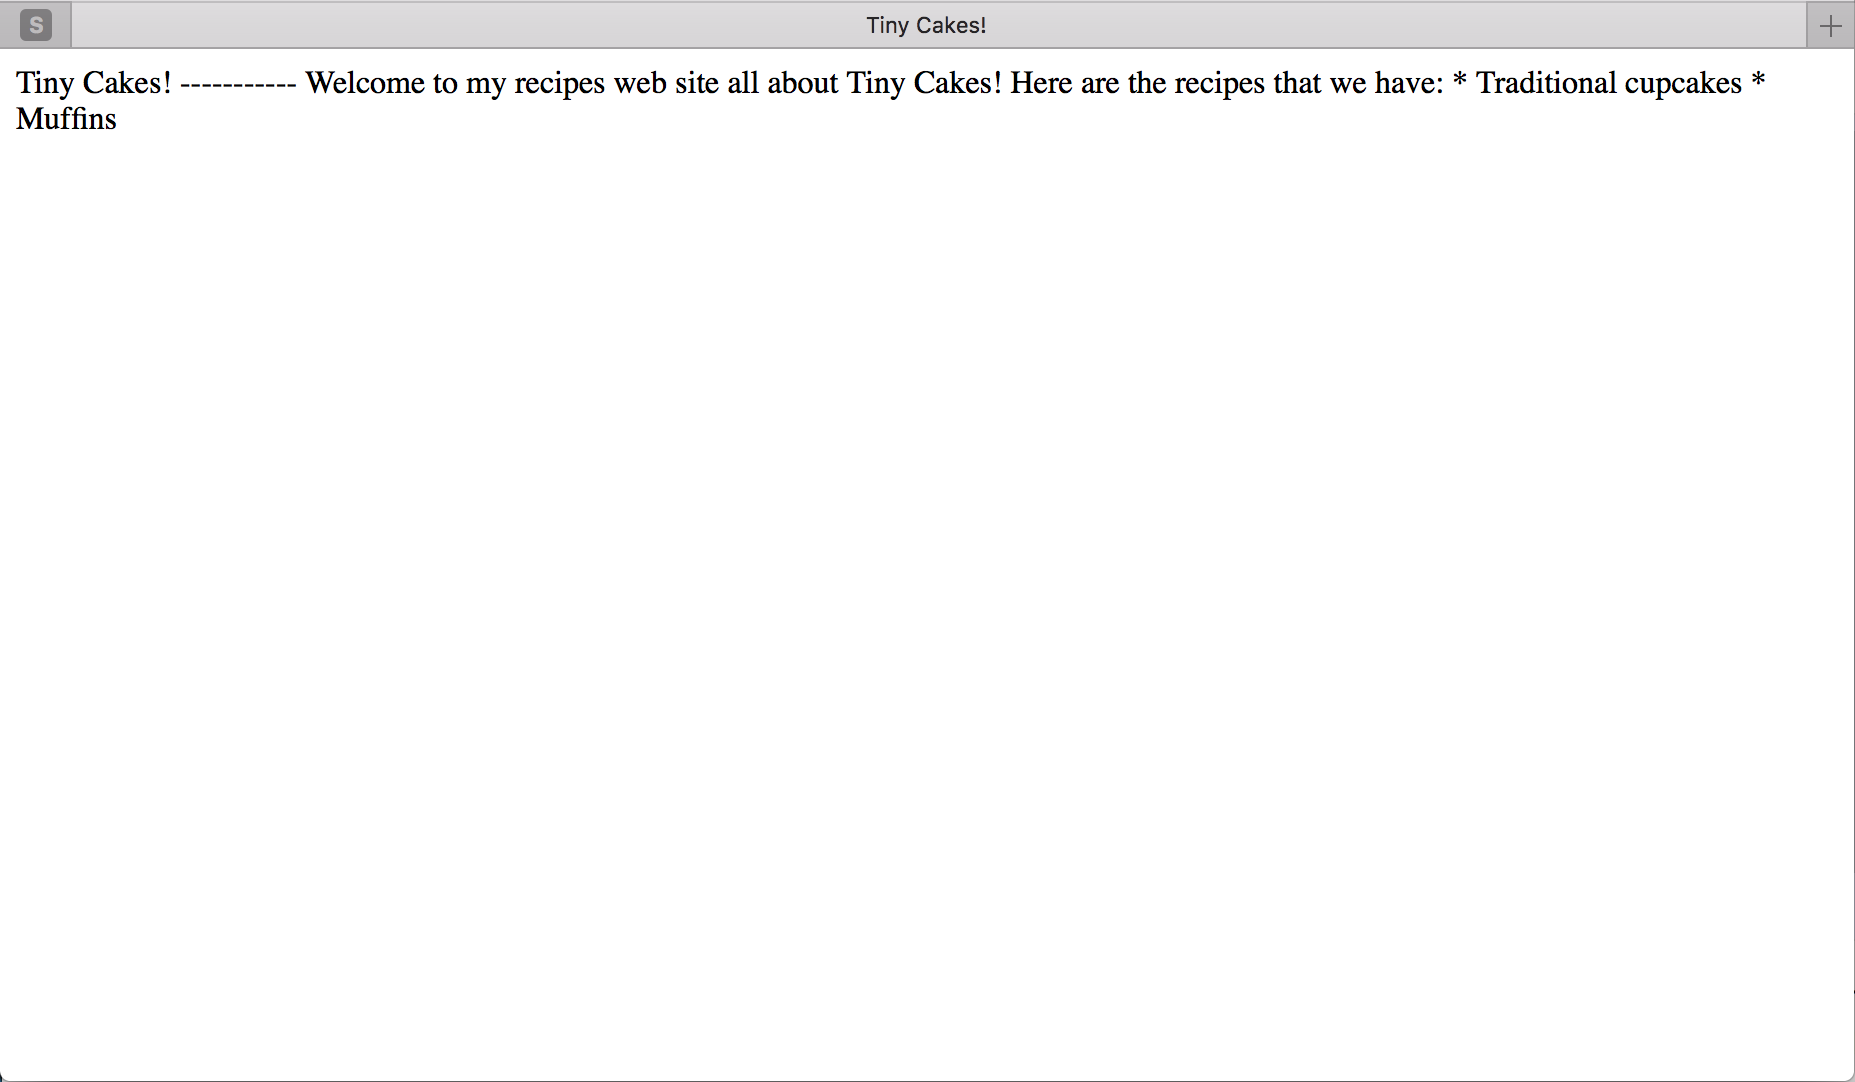 S
Tiny Cakes!
Tiny Cakes! ----------- Welcome to my recipes web site all about Tiny Cakes! Here are the recipes that we have: * Traditional cupcakes *
Muffins